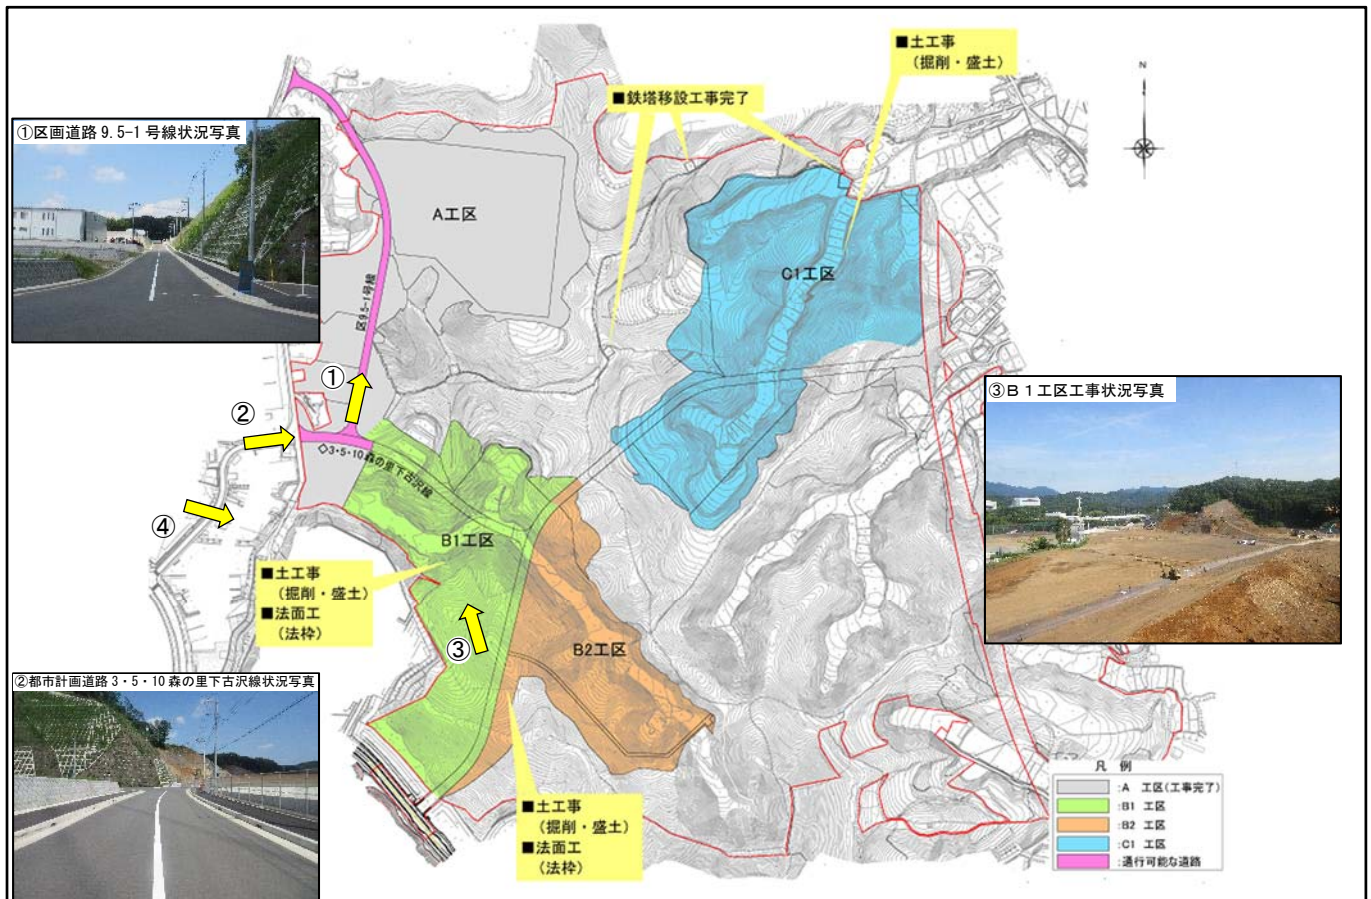 ■土工事
（掘削・盛土）
N
■鉄塔移設工事完了
①区画道路 9.5-1 号線状況写真
A工区
C1工区
区9.5-1号線
①
②
③Ｂ１工区工事状況写真
◇3・5・10森の里下古沢線
④
B1工区
■土工事
（掘削・盛土）
■法面工
（法枠）
③
B2工区
②都市計画道路 3・5・10 森の里下古沢線状況写真
■土工事
（掘削・盛土）
■法面工
（法枠）
凡　例
:A　工区(工事完了)
:B1 工区
:B2 工区
:C1 工区
:通行可能な道路